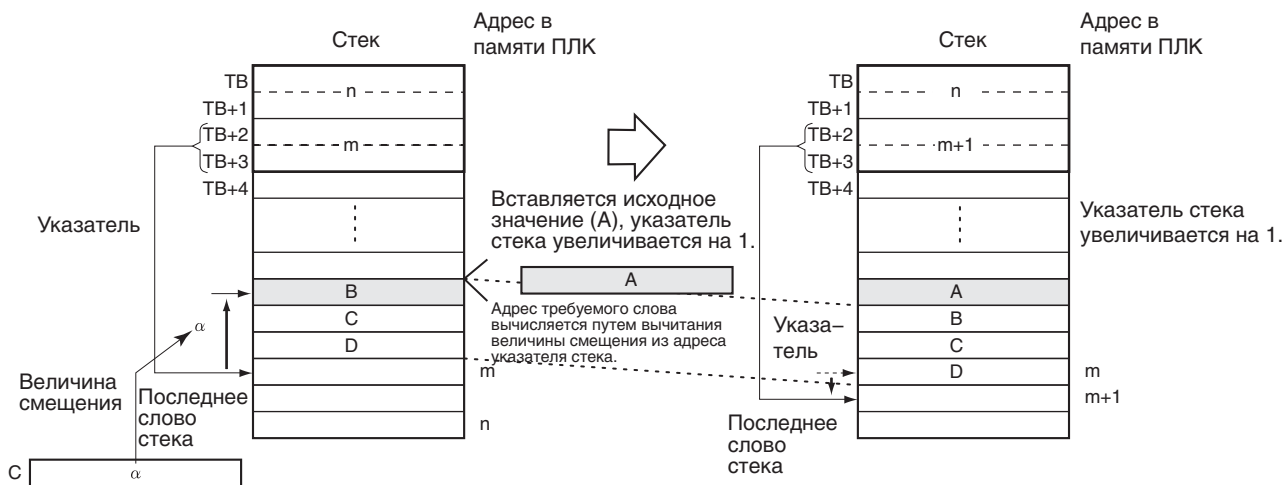 Стек
Адрес в
памяти ПЛК
TB
TB+1
TB+2
TB+3
TB+4
n
m
Указатель
B
C
D
α
Величина
смещения
Последнее
слово
стека
m
n
C
α
Вставляется исходное
значение (A), указатель
стека увеличивается на 1.
A
Адрес требуемого слова
вычисляется путем вычитания
величины смещения из адреса
указателя стека.
Стек
Адрес в
памяти ПЛК
TB
TB+1
TB+2
TB+3
TB+4
n
m+1
Указатель стека
увеличивается на 1.
A
B
C
D
Указа–
тель
m
m+1
Последнее
слово
стека